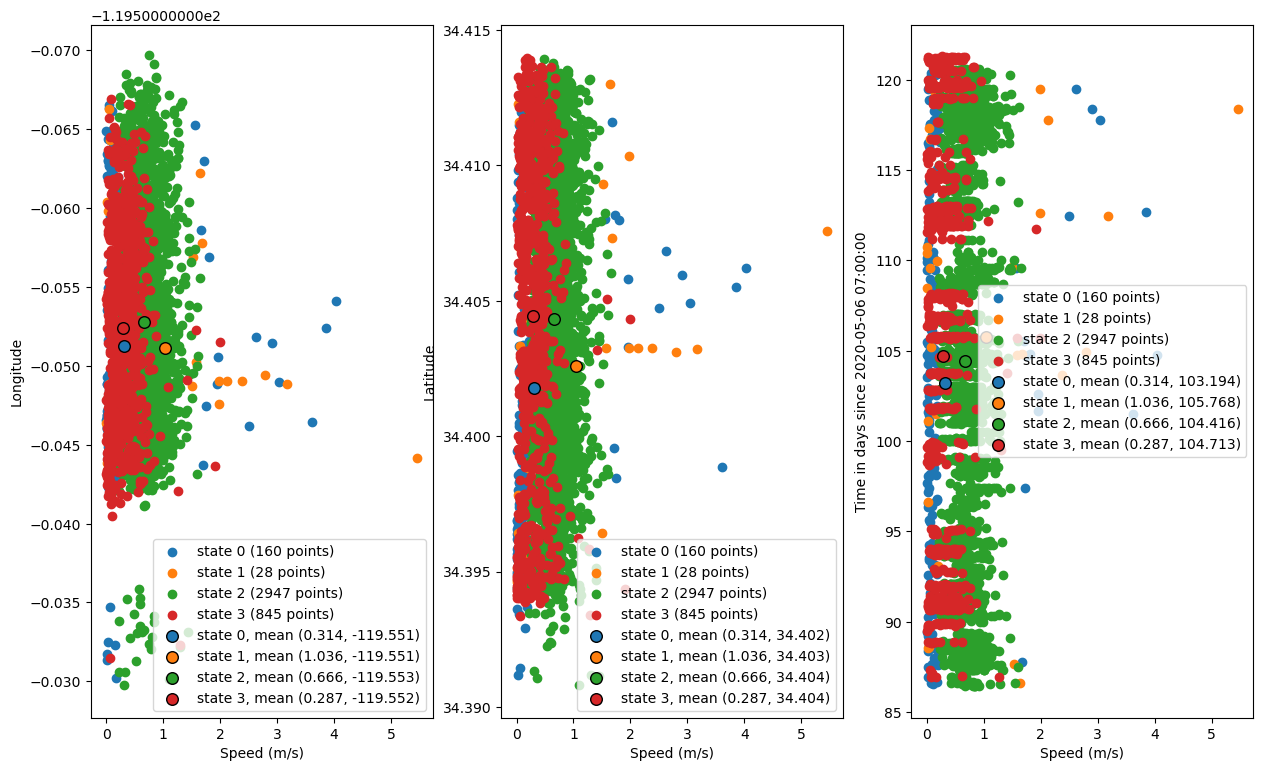 −1.1950000000e2
−0.070
−0.065
−0.060
−0.055
−0.050
−0.045
−0.040
−0.035
−0.030
Longitude
0
1
2
3
4
5
Speed (m/s)
state 0 (160 points)
state 1 (28 points)
state 2 (2947 points)
state 3 (845 points)
state 0, mean (0.314, -119.551)
state 1, mean (1.036, -119.551)
state 2, mean (0.666, -119.553)
state 3, mean (0.287, -119.552)
34.415
34.410
34.405
34.400
34.395
34.390
Latitude
0
1
2
3
4
5
Speed (m/s)
state 0 (160 points)
state 1 (28 points)
state 2 (2947 points)
state 3 (845 points)
state 0, mean (0.314, 34.402)
state 1, mean (1.036, 34.403)
state 2, mean (0.666, 34.404)
state 3, mean (0.287, 34.404)
120
115
110
105
100
95
90
85
Time in days since 2020-05-06 07:00:00
0
1
2
3
4
5
Speed (m/s)
state 0 (160 points)
state 1 (28 points)
state 2 (2947 points)
state 3 (845 points)
state 0, mean (0.314, 103.194)
state 1, mean (1.036, 105.768)
state 2, mean (0.666, 104.416)
state 3, mean (0.287, 104.713)